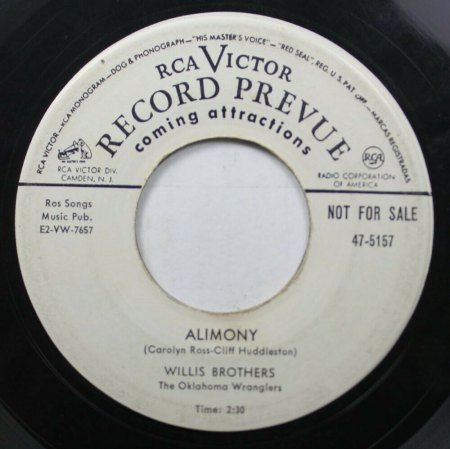 RCA VICTOR—RCA MONOGRAM—DOG & PHONOGRAPH—"HIS MASTER'S VOICE"—"RED SEAL", REG. U.S. PAT. OFF.—MARCAS REGISTRADAS
RCA VICTOR
RECORD PREVUE
coming attractions
RCA VICTOR DIV.
CAMDEN, N. J.
RCA
RADIO CORPORATION
OF AMERICA
Ros Songs
Music Pub.
E2-VW-7657
NOT FOR SALE
47-5157
ALIMONY
(Carolyn Ross-Cliff Huddleston)
WILLIS BROTHERS
The Oklahoma Wranglers
Time: 2:30